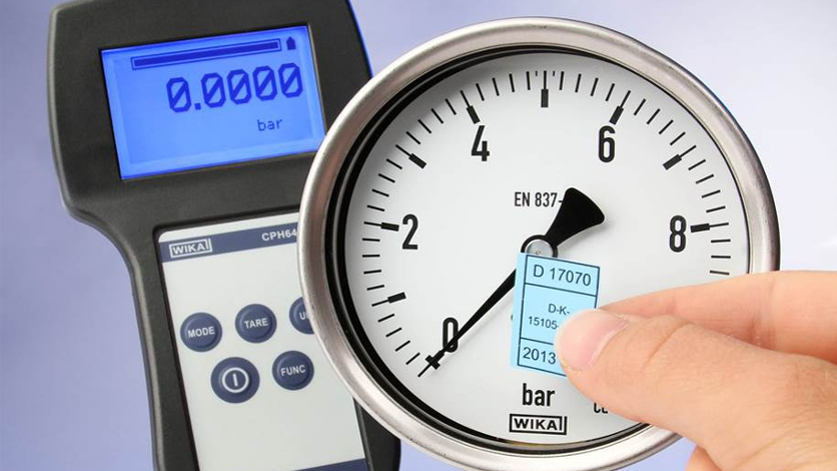 0.0000
bar
WIKA
CPH64
MODE
TARE
FUNC
4
6
EN 837-
2
8
0
D 17070
D-K-
15105-
2013
bar
WIKA